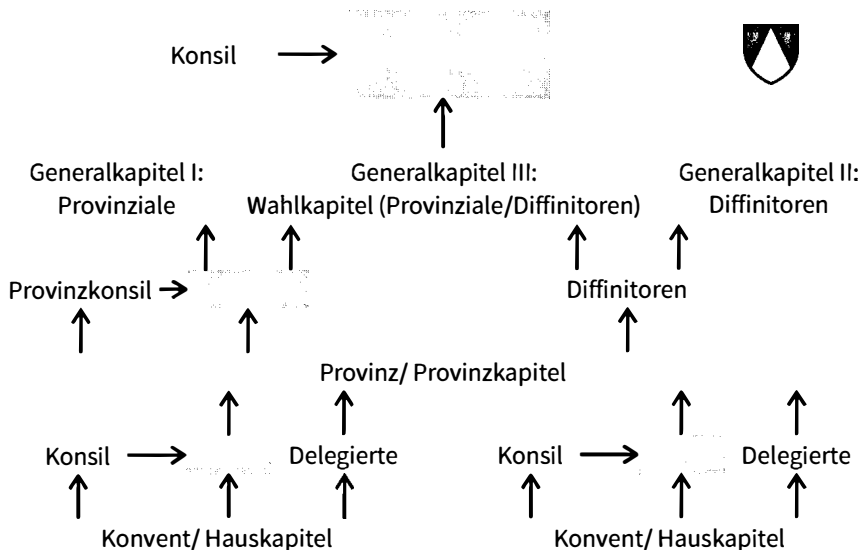 Konsil
Generalkapitel I:
Provinziale
Generalkapitel III:
Wahlkapitel (Provinziale/Diffinitoren)
Generalkapitel II:
Diffinitoren
Provinzkonsil
Diffinitoren
Provinz/ Provinzkapitel
Konsil
Delegierte
Konsil
Delegierte
Konvent/ Hauskapitel
Konvent/ Hauskapitel